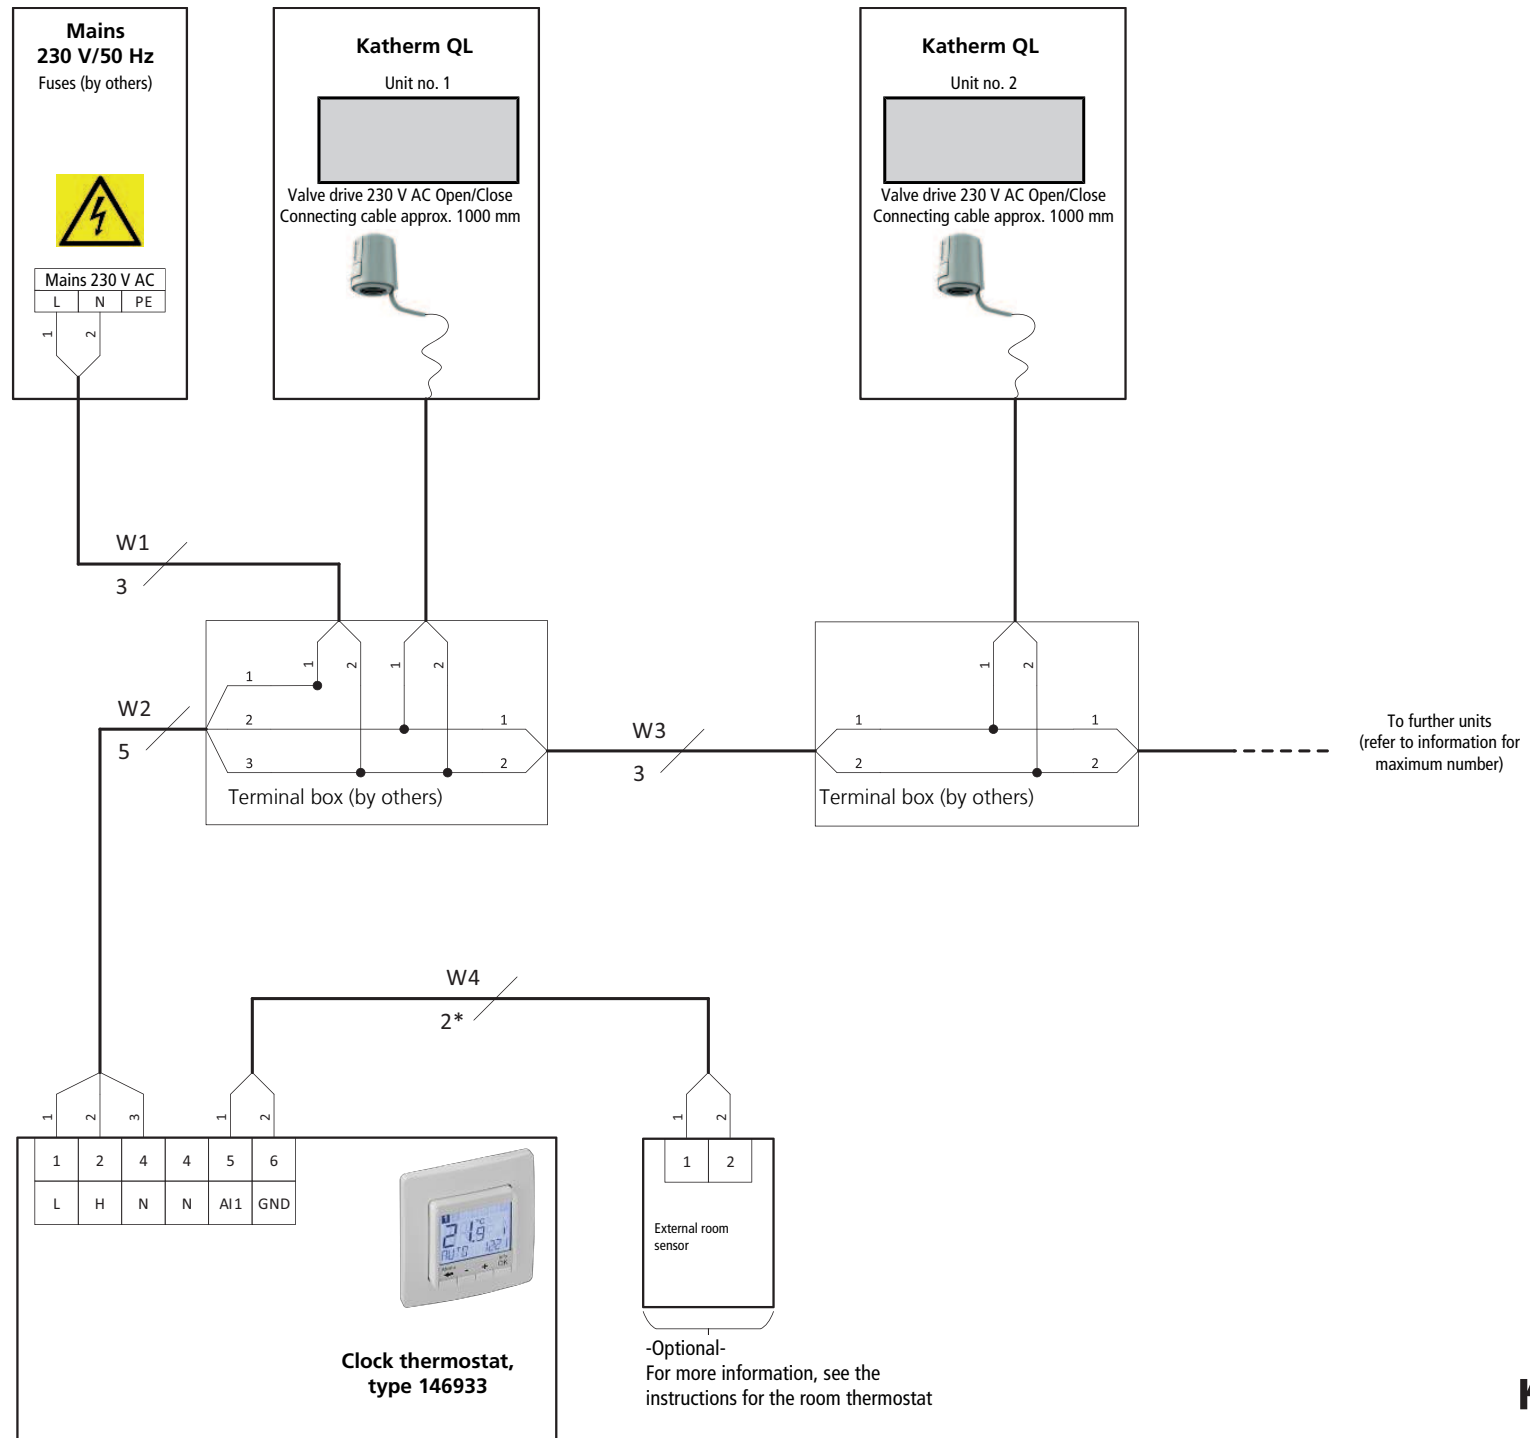 Mains
230 V/50 Hz
Fuses (by others)
Mains 230 V AC
L N PE
1 2
Katherm QL
Unit no. 1
Valve drive 230 V AC Open/Close
Connecting cable approx. 1000 mm
Katherm QL
Unit no. 2
Valve drive 230 V AC Open/Close
Connecting cable approx. 1000 mm
W1
3
1 2 1 2
1
2 1
3 2
Terminal box (by others)
W2
5
W3
3
1 2
1 1
2 2
Terminal box (by others)
To further units
(refer to information for
maximum number)
W4
2*
1 2 3 1 2
1 2 4 4 5 6
L H N N AI1 GND
21.9 °C
AUTO
OK
Clock thermostat,
type 146933
1 2
1 2
External room
sensor
-Optional-
For more information, see the
instructions for the room thermostat
K